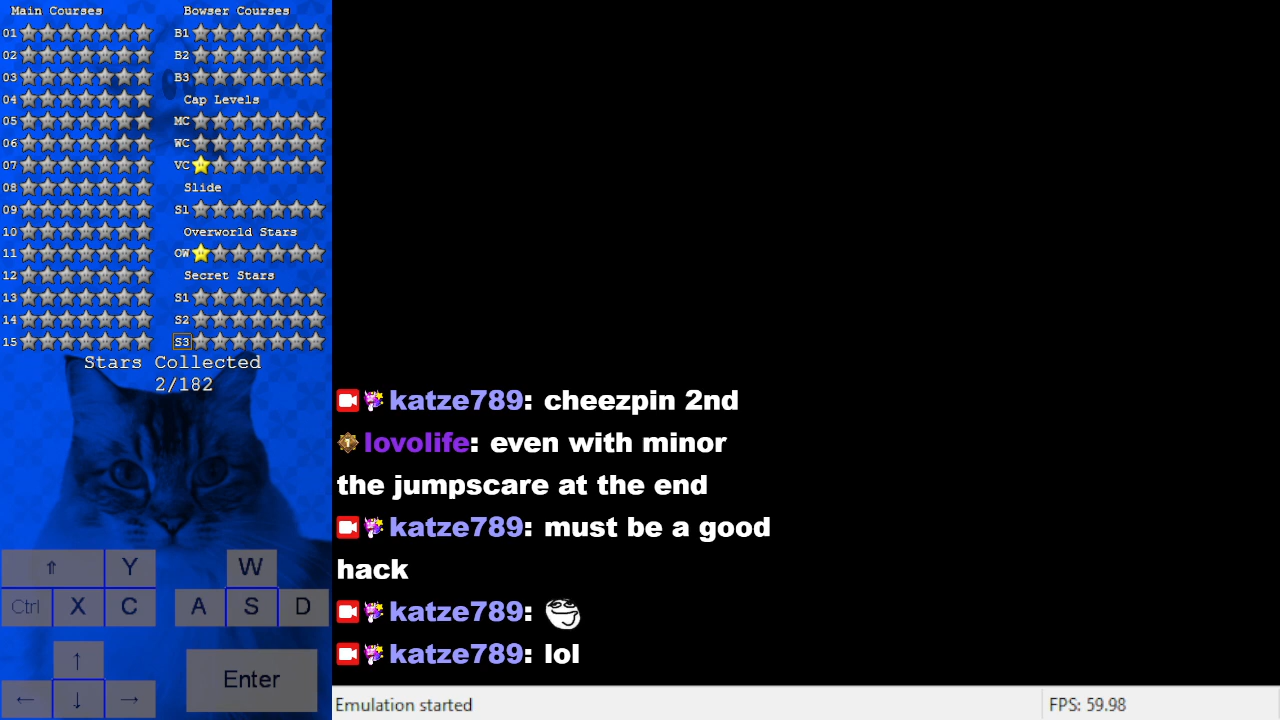 Main Courses
01
02
03
04
05
06
07
08
09
10
11
12
13
14
15
Bowser Courses
B1
B2
B3
Cap Levels
MC
WC
VC
Slide
S1
Overworld Stars
OW
Secret Stars
S1
S2
S3
Stars Collected
2/182
⇑ Y W
Ctrl X C A S D
↑
← ↓ → Enter
katze789: cheezpin 2nd
lovolife: even with minor
the jumpscare at the end
katze789: must be a good
hack
katze789:
katze789: lol
Emulation started
FPS: 59.98